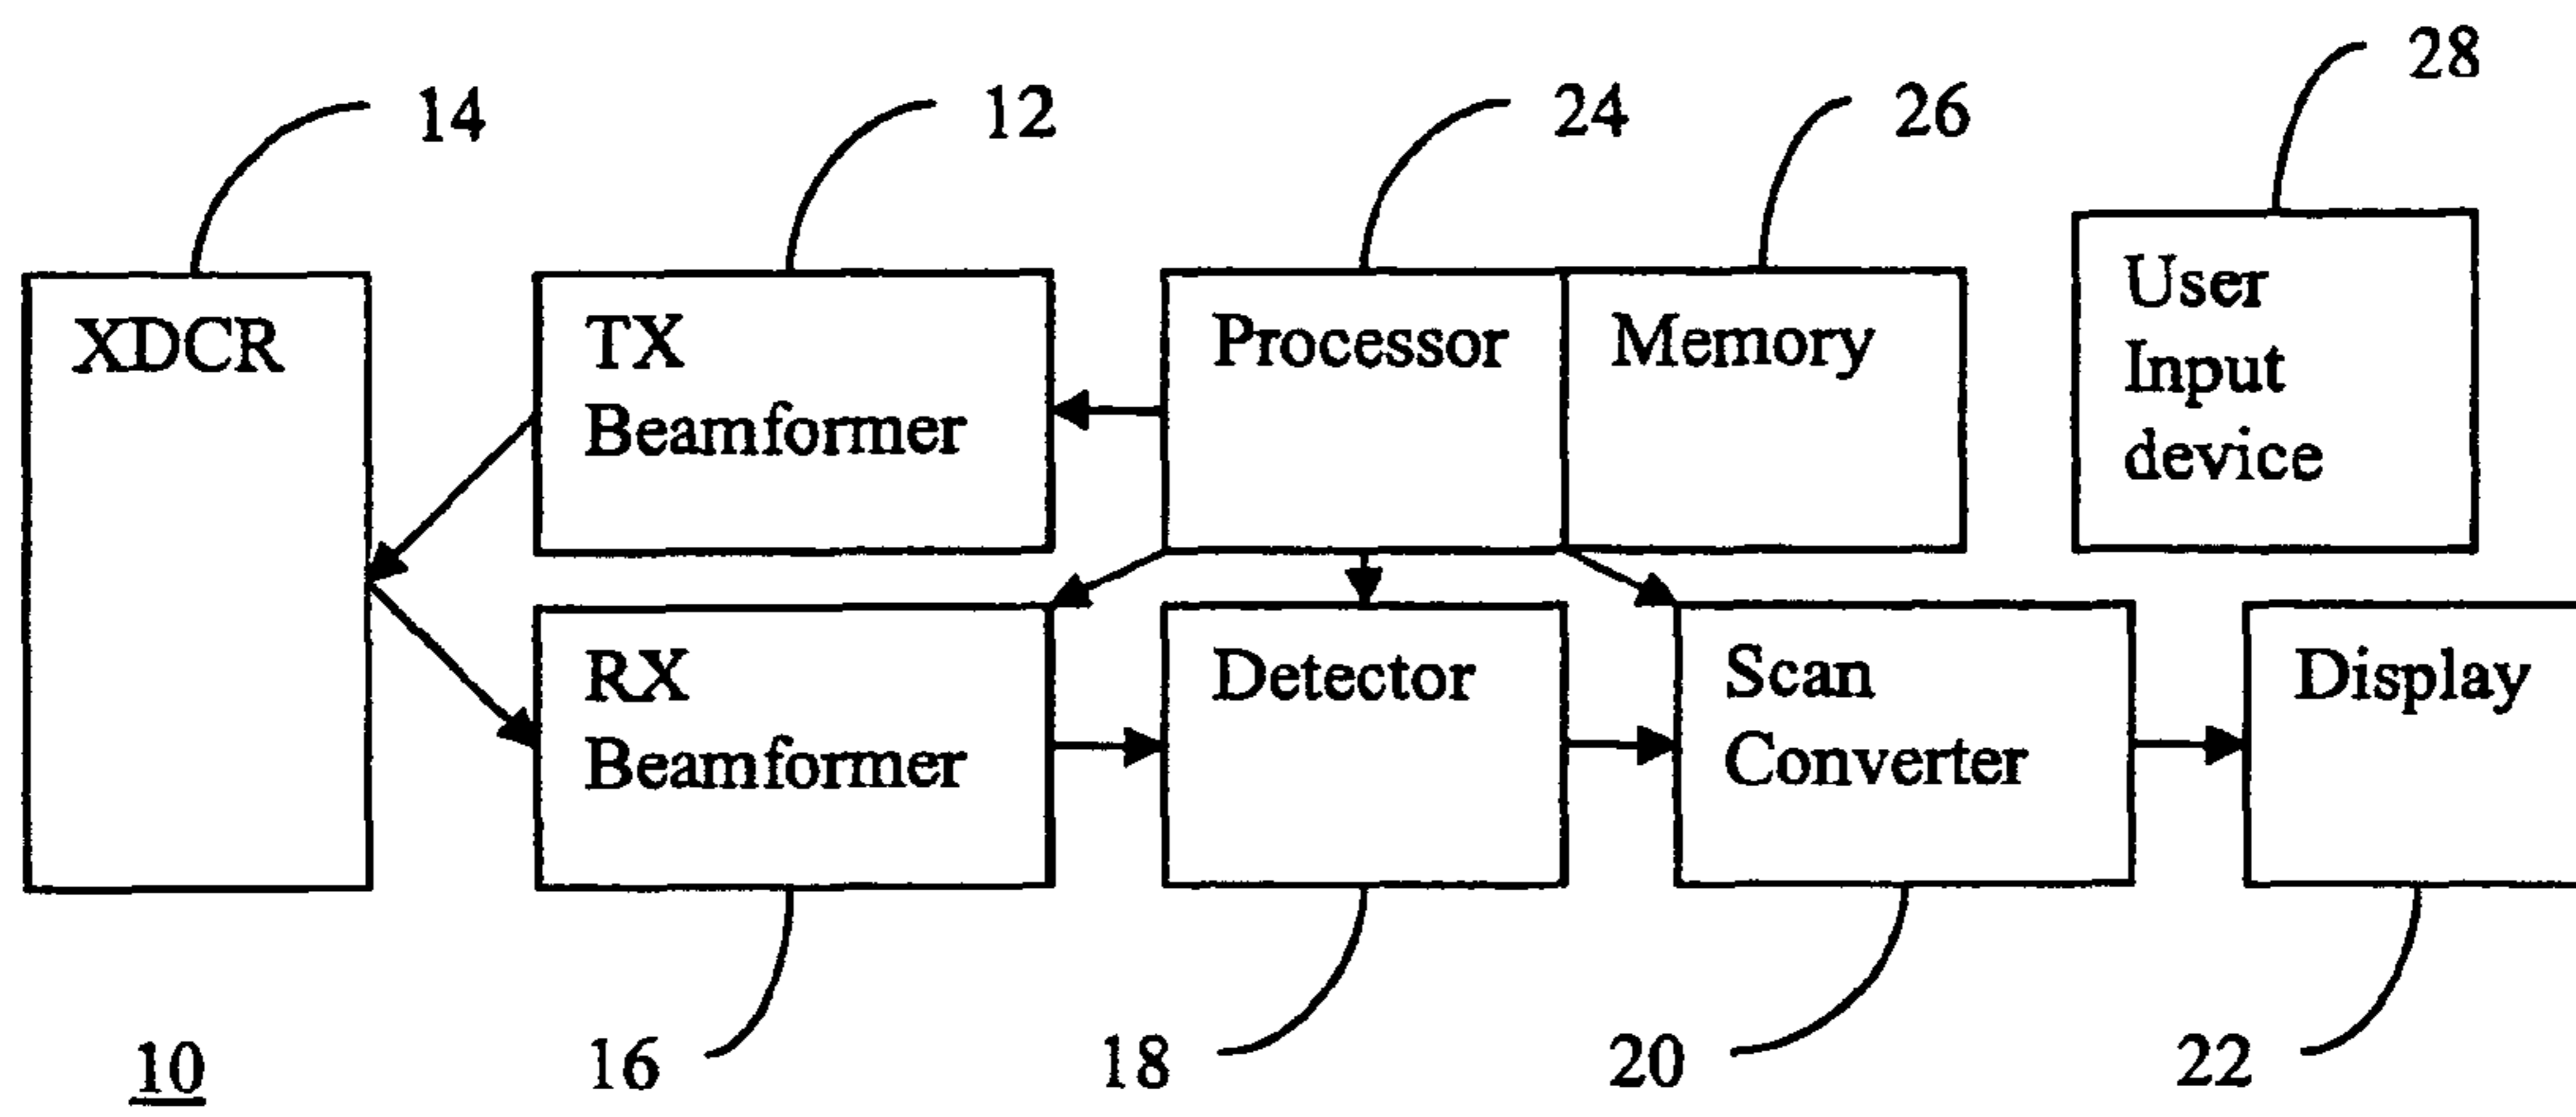 28
14
12
24
26
XDCR
TX
Beamformer
Processor
Memory
User
Input
device
RX
Beamformer
Detector
Scan
Converter
Display
10
16
18
20
22